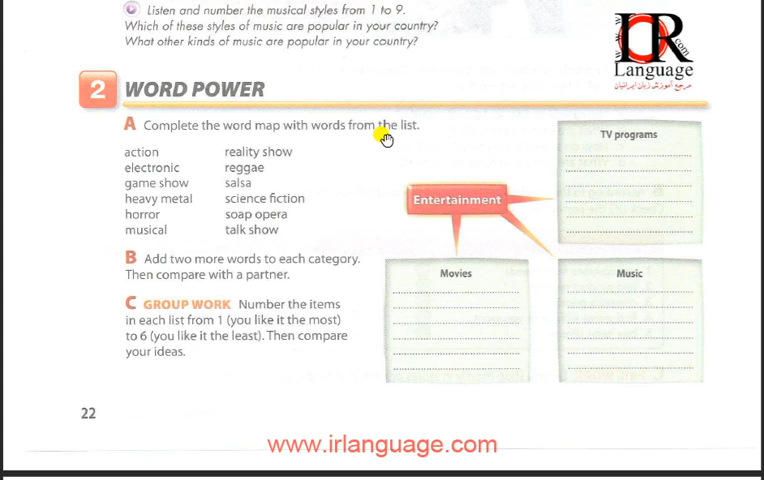 Listen and number the musical styles from 1 to 9.
Which of these styles of music are popular in your country?
What other kinds of music are popular in your country?
www.
IR
.com
Language
مرجع آموزش زبان ایرانیان
2 WORD POWER
A Complete the word map with words from the list.
action
electronic
game show
heavy metal
horror
musical
reality show
reggae
salsa
science fiction
soap opera
talk show
B Add two more words to each category.
Then compare with a partner.
C GROUP WORK Number the items
in each list from 1 (you like it the most)
to 6 (you like it the least). Then compare
your ideas.
TV programs
Entertainment
Movies
Music
22
www.irlanguage.com